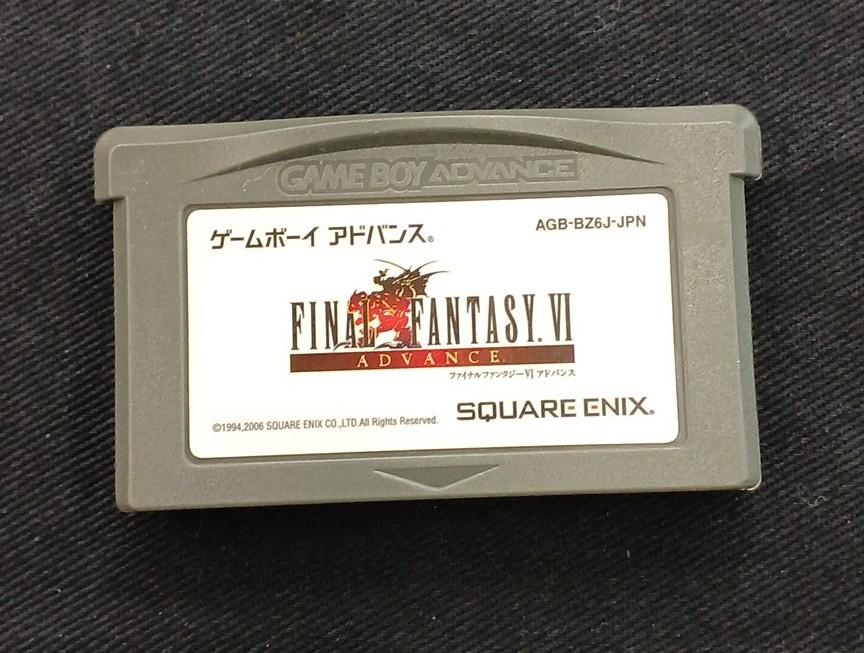 GAME BOY ADVANCE
ゲームボーイ アドバンス®
AGB-BZ6J-JPN
FINAL FANTASY® VI
ADVANCE
ファイナルファンタジーVI アドバンス
©1994,2006 SQUARE ENIX CO.,LTD.All Rights Reserved.
SQUARE ENIX®